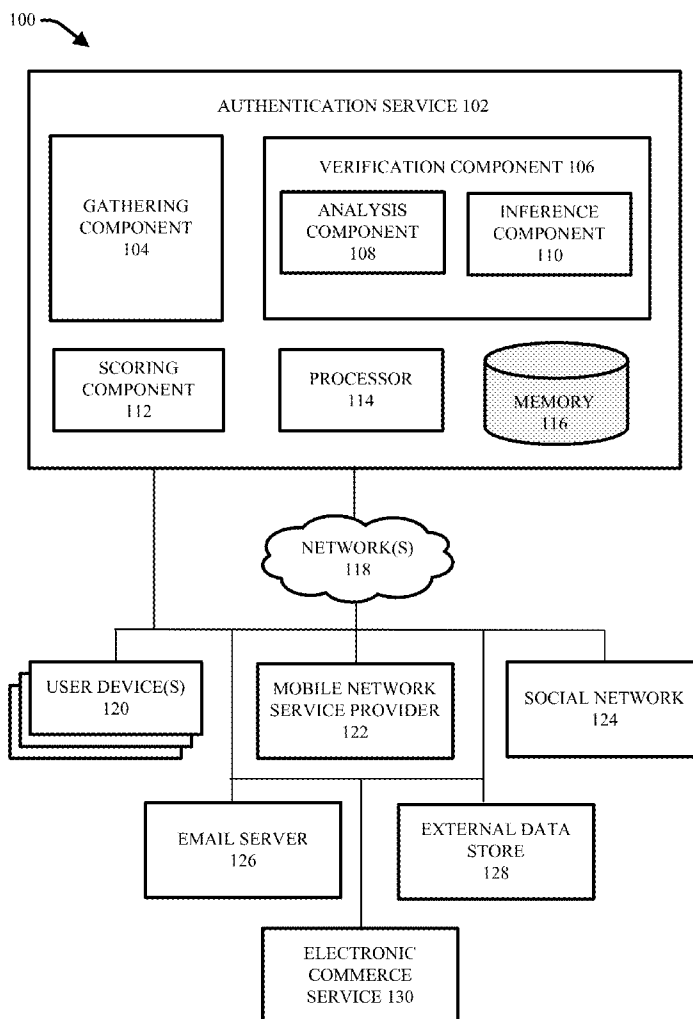 100
AUTHENTICATION SERVICE 102
GATHERING
COMPONENT
104
VERIFICATION COMPONENT 106
ANALYSIS
COMPONENT
108
INFERENCE
COMPONENT
110
SCORING
COMPONENT
112
PROCESSOR
114
MEMORY
116
NETWORK(S)
118
USER DEVICE(S)
120
MOBILE NETWORK
SERVICE PROVIDER
122
SOCIAL NETWORK
124
EMAIL SERVER
126
EXTERNAL DATA
STORE
128
ELECTRONIC
COMMERCE
SERVICE 130